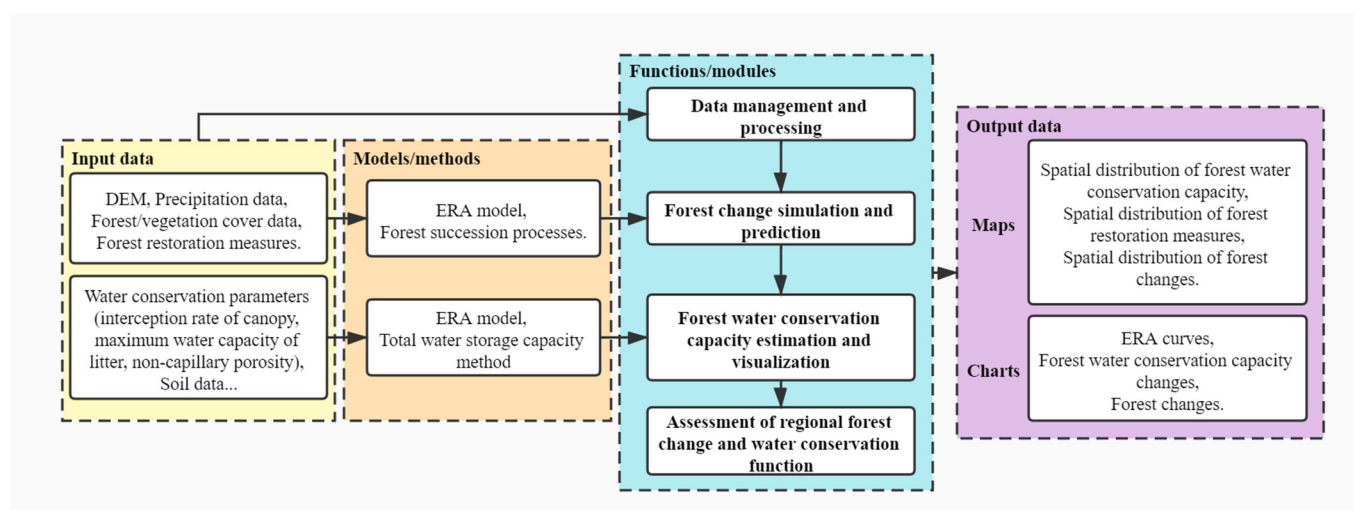 Input data
DEM, Precipitation data,
Forest/vegetation cover data,
Forest restoration measures.
Water conservation parameters
(interception rate of canopy,
maximum water capacity of
litter, non-capillary porosity),
Soil data...
Models/methods
ERA model,
Forest succession processes.
ERA model,
Total water storage capacity
method
Functions/modules
Data management and
processing
Forest change simulation and
prediction
Forest water conservation
capacity estimation and
visualization
Assessment of regional forest
change and water conservation
function
Output data
Maps
Spatial distribution of forest water
conservation capacity,
Spatial distribution of forest
restoration measures,
Spatial distribution of forest
changes.
Charts
ERA curves,
Forest water conservation capacity
changes,
Forest changes.